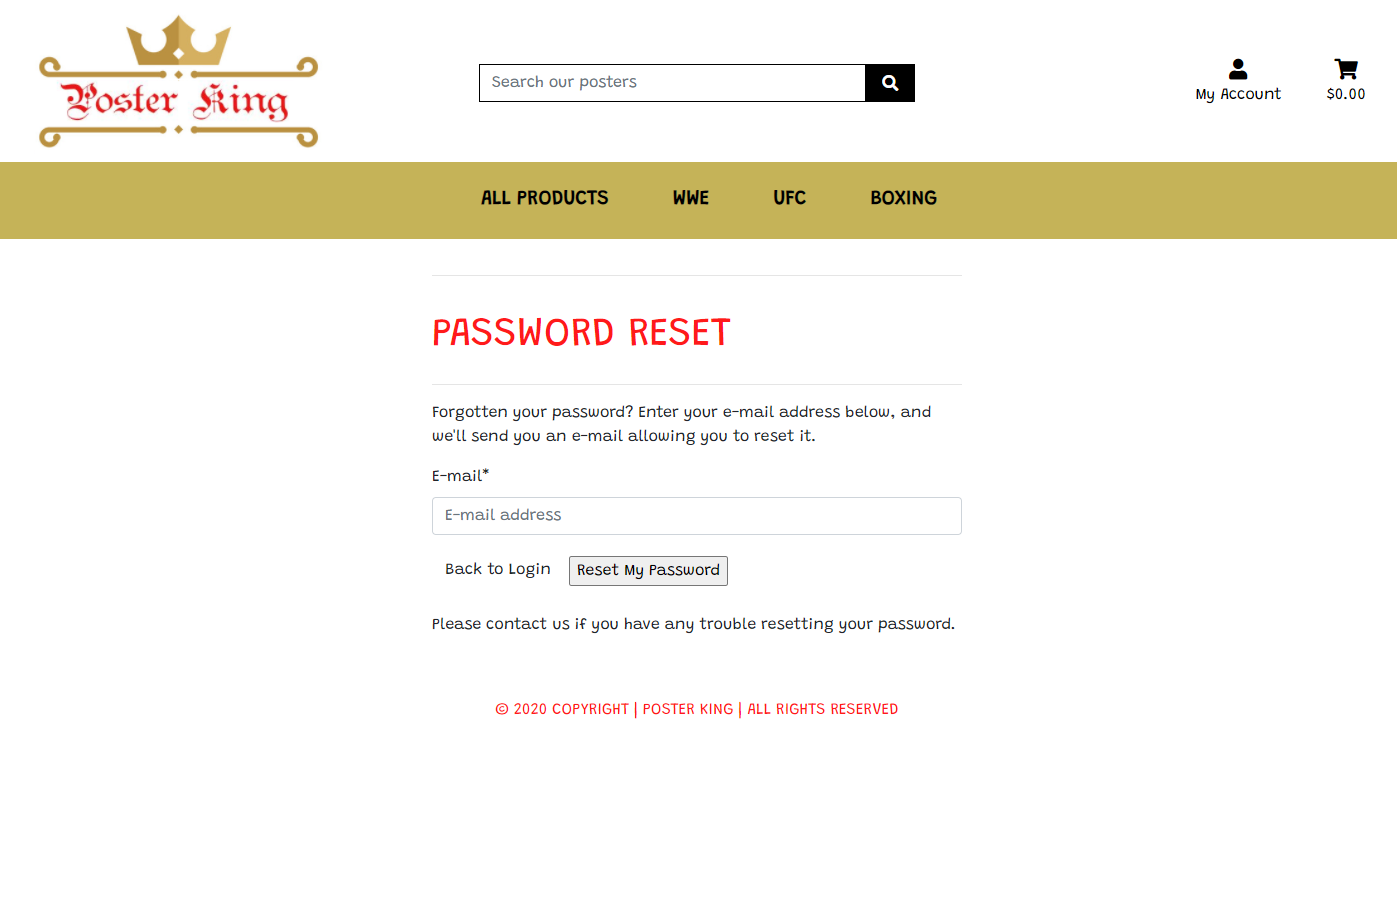 Poster King
Search our posters
My Account
$0.00
ALL PRODUCTS
WWE
UFC
BOXING
PASSWORD RESET
Forgotten your password? Enter your e-mail address below, and
we'll send you an e-mail allowing you to reset it.
E-mail*
E-mail address
Back to Login
Reset My Password
Please contact us if you have any trouble resetting your password.
© 2020 COPYRIGHT | POSTER KING | ALL RIGHTS RESERVED